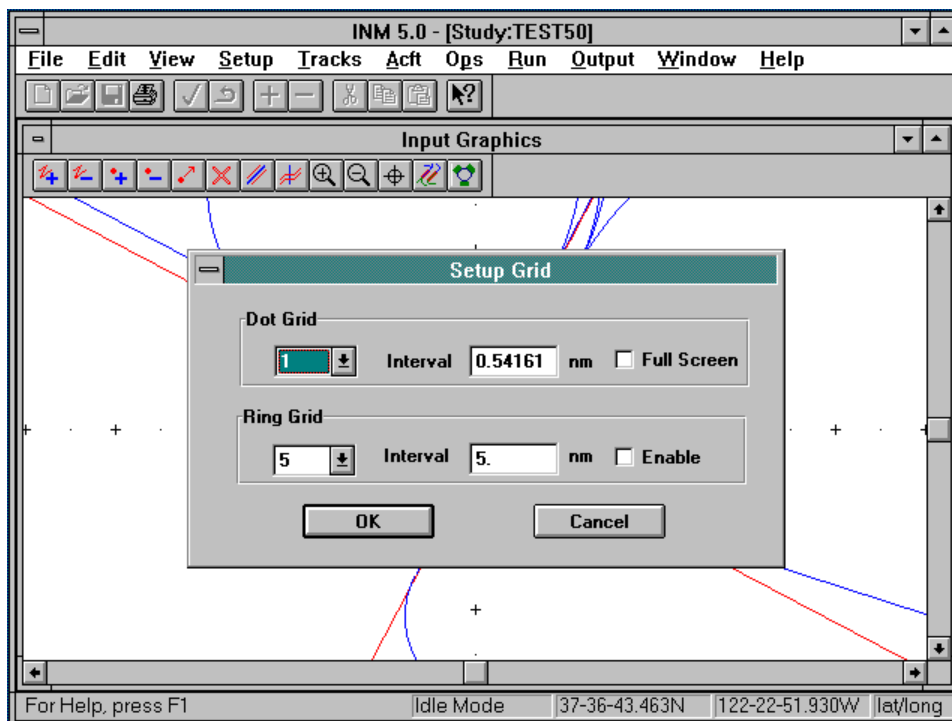 INM 5.0 - [Study:TEST50]
File Edit View Setup Tracks Acft Ops Run Output Window Help
Input Graphics
Setup Grid
Dot Grid
1 Interval 0.54161 nm Full Screen
Ring Grid
5 Interval 5. nm Enable
OK Cancel
For Help, press F1 Idle Mode 37-36-43.463N 122-22-51.930W lat/long